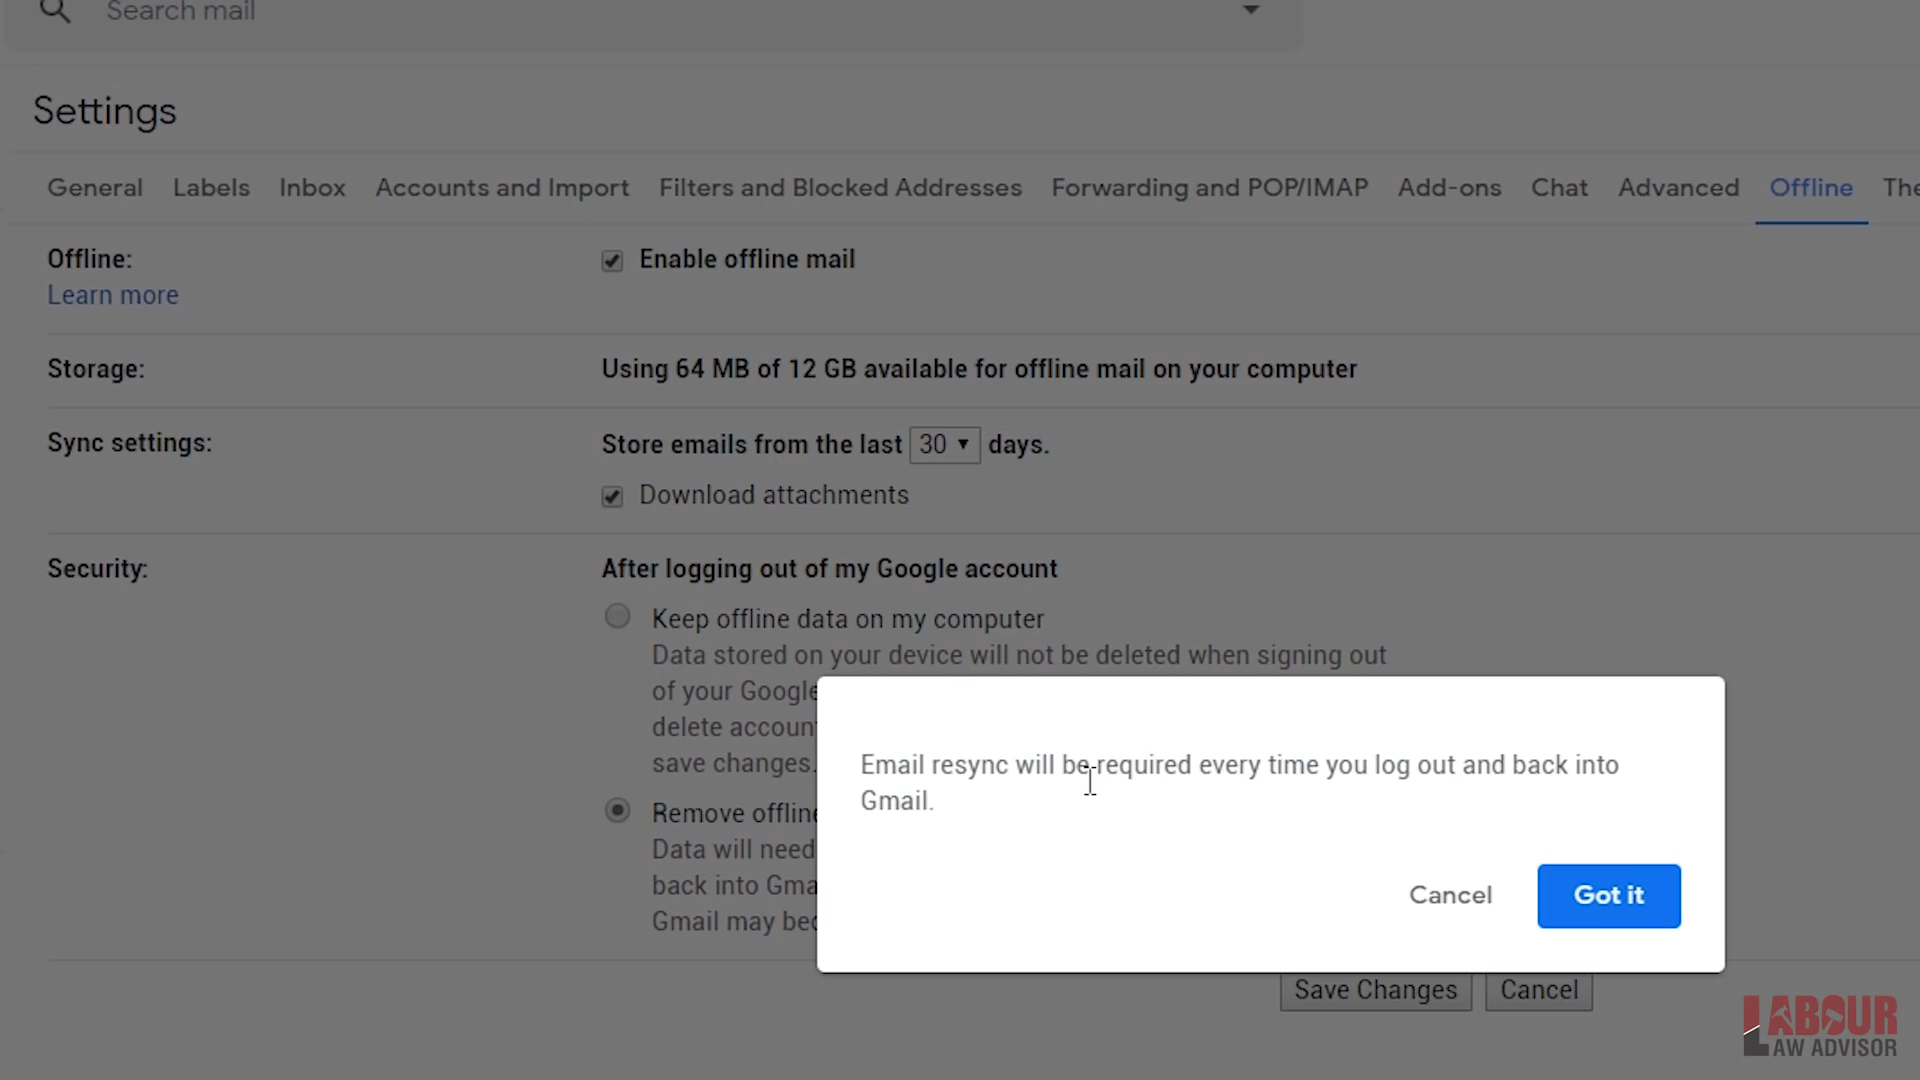 Search mail
Settings
General Labels Inbox Accounts and Import Filters and Blocked Addresses Forwarding and POP/IMAP Add-ons Chat Advanced Offline The
Offline:
Enable offline mail
Learn more
Storage:
Using 64 MB of 12 GB available for offline mail on your computer
Sync settings:
Store emails from the last 30 days.
Download attachments
Security:
After logging out of my Google account
Keep offline data on my computer
Data stored on your device will not be deleted when signing out
of your Google
delete accoun
save changes.
Remove offline
Data will need
back into Gma
Gmail may bec
Email resync will be required every time you log out and back into
Gmail.
Cancel Got it
Save Changes Cancel
LABOUR
LAW ADVISOR